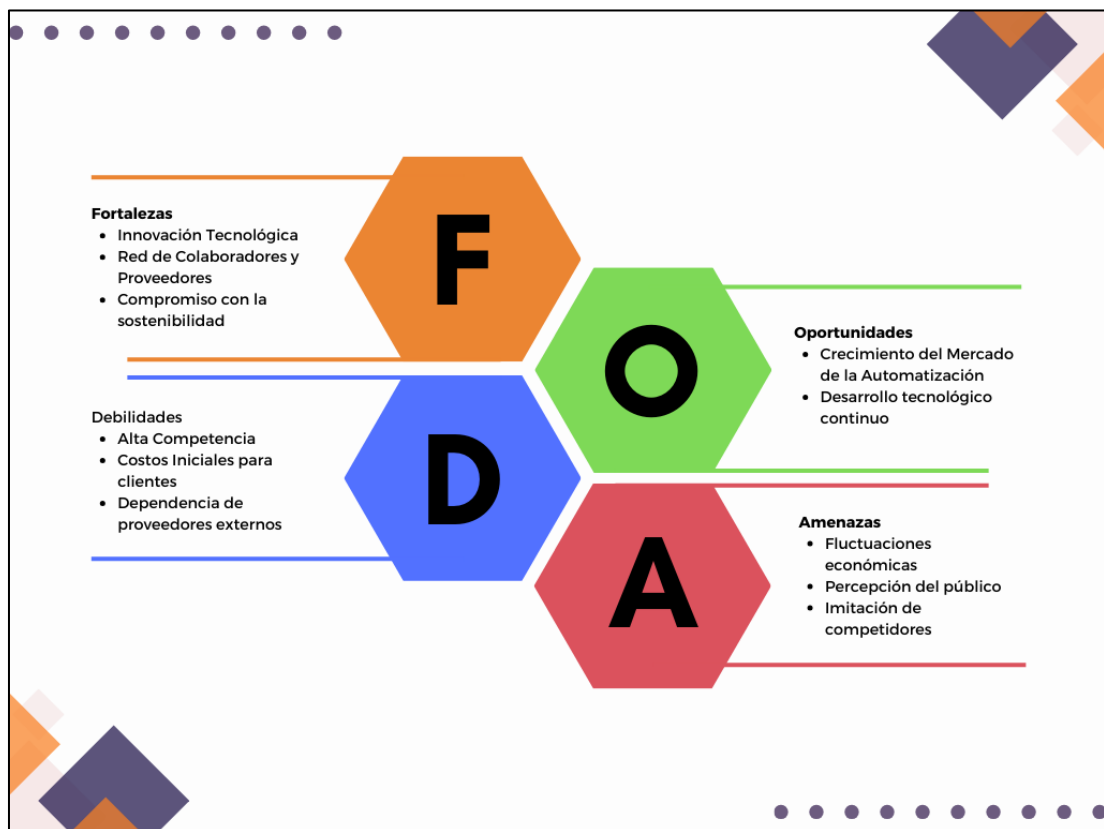 F
Fortalezas
• Innovación Tecnológica
• Red de Colaboradores y
Proveedores
• Compromiso con la
sostenibilidad
O
Oportunidades
• Crecimiento del Mercado
de la Automatización
• Desarrollo tecnológico
continuo
D
Debilidades
• Alta Competencia
• Costos Iniciales para
clientes
• Dependencia de
proveedores externos
A
Amenazas
• Fluctuaciones
económicas
• Percepción del público
• Imitación de
competidores